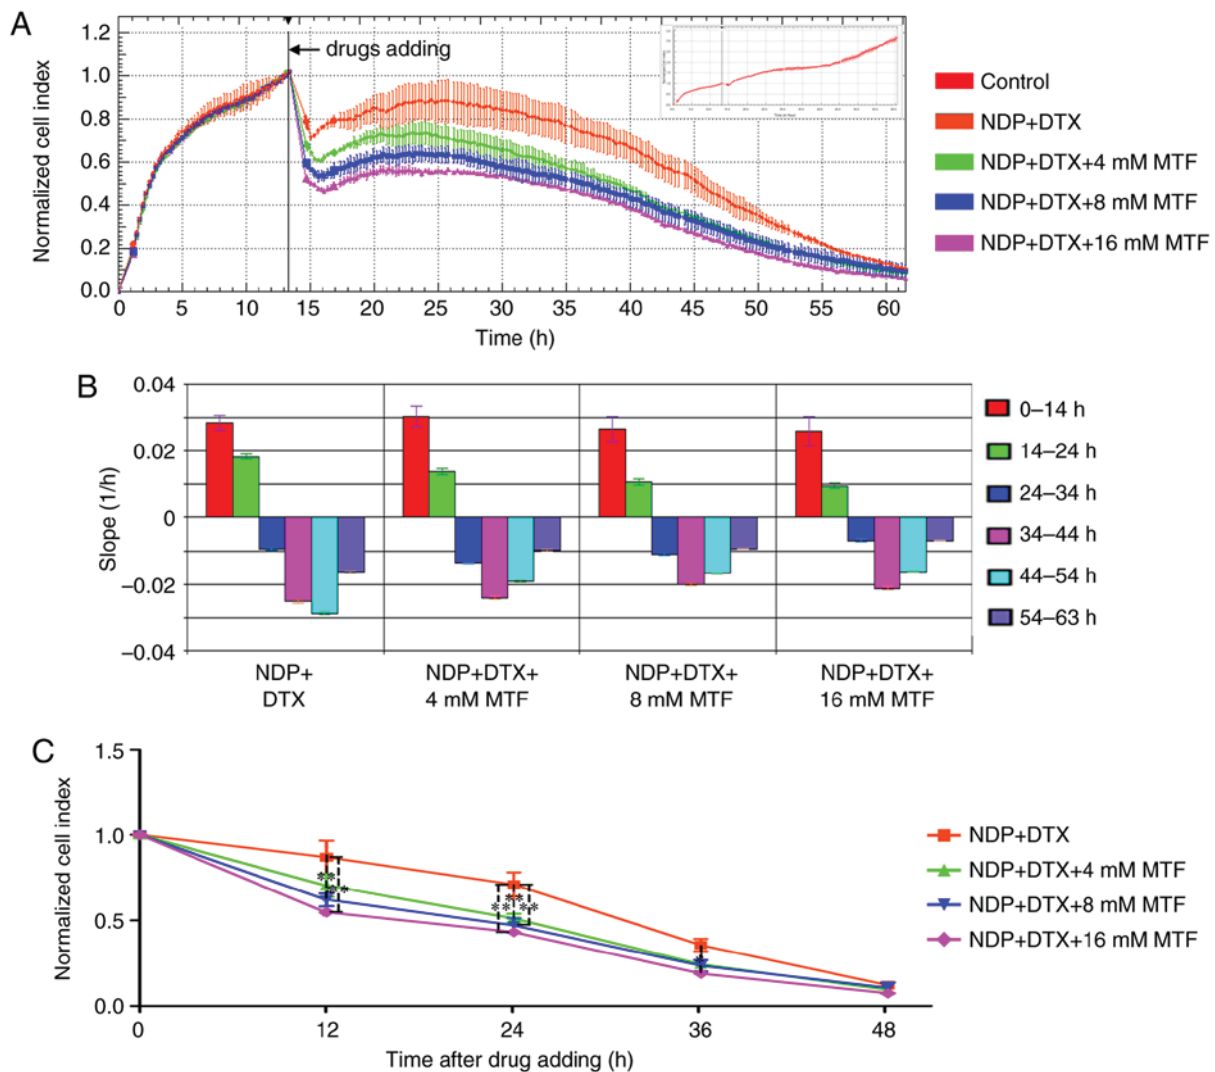 A
1.2
1.0
0.8
0.6
0.4
0.2
0.0
Normalized cell index
drugs adding
0 5 10 15 20 25 30 35 40 45 50 55 60
Time (h)
Control
NDP+DTX
NDP+DTX+4 mM MTF
NDP+DTX+8 mM MTF
NDP+DTX+16 mM MTF
B
0.04
0.02
0
−0.02
−0.04
Slope (1/h)
NDP+
DTX
NDP+DTX+
4 mM MTF
NDP+DTX+
8 mM MTF
NDP+DTX+
16 mM MTF
0–14 h
14–24 h
24–34 h
34–44 h
44–54 h
54–63 h
C
1.5
1.0
0.5
0.0
Normalized cell index
** **
** ** **
*
0 12 24 36 48
Time after drug adding (h)
NDP+DTX
NDP+DTX+4 mM MTF
NDP+DTX+8 mM MTF
NDP+DTX+16 mM MTF